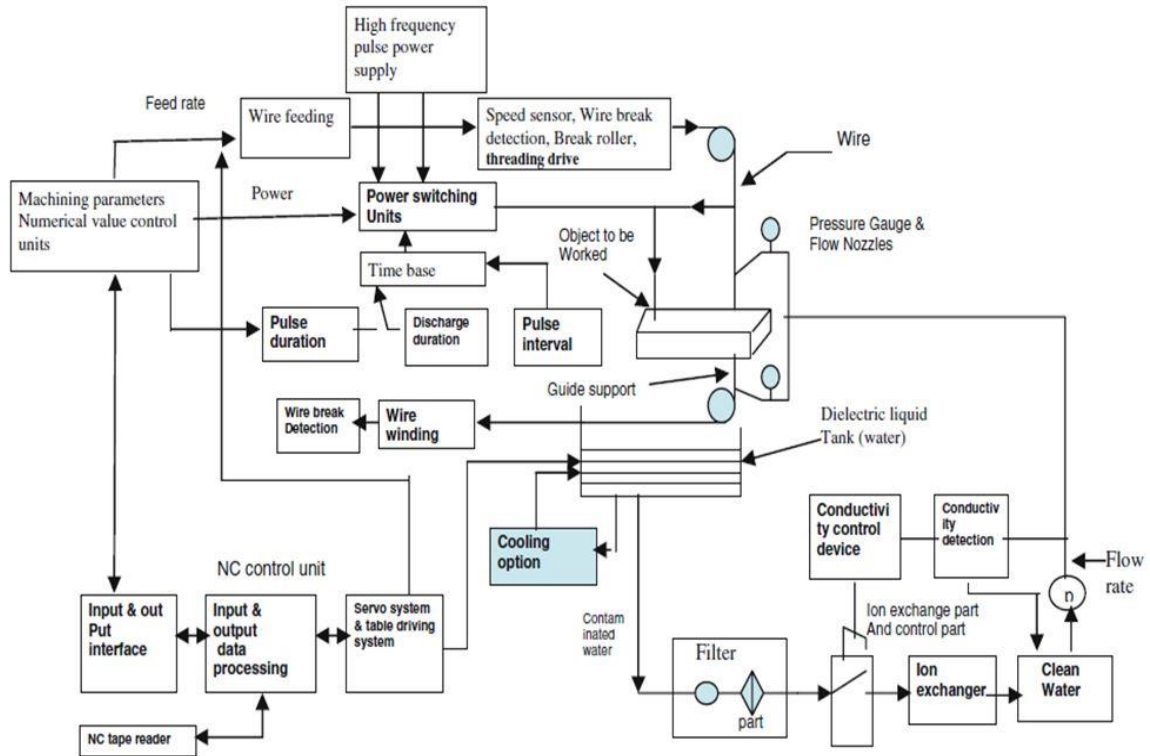 High frequency
pulse power
supply
Feed rate
Wire feeding
Speed sensor, Wire break
detection, Break roller,
threading drive
Wire
Machining parameters
Numerical value control
units
Power
Power switching
Units
Pressure Gauge &
Flow Nozzles
Object to be
Worked
Time base
Pulse
duration
Discharge
duration
Pulse
interval
Guide support
Wire break
Detection
Wire
winding
Dielectric liquid
Tank (water)
Cooling
option
Conductivi
ty control
device
Conductiv
ity
detection
Flow
rate
n
NC control unit
Input & out
Put
interface
Input &
output
data
processing
Servo system
& table driving
system
Contam
inated
water
Ion exchange part
And control part
Filter
part
Ion
exchanger
Clean
Water
NC tape reader